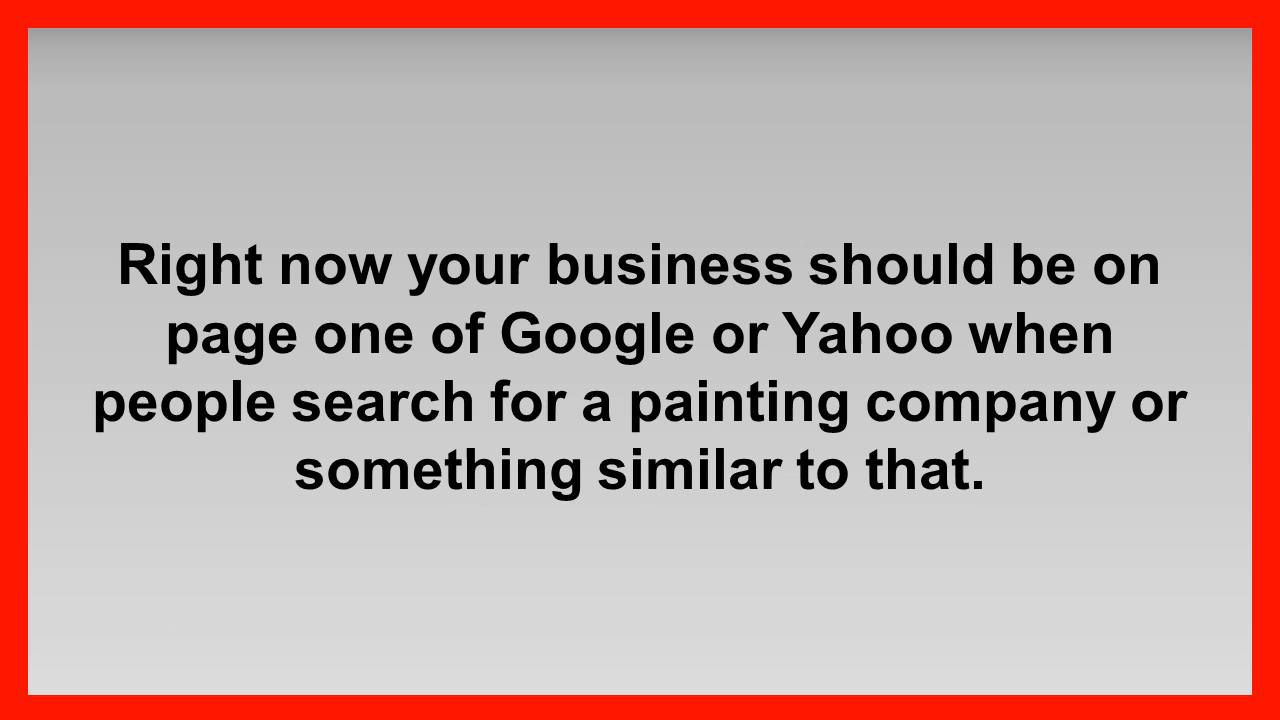 Right now your business should be on
page one of Google or Yahoo when
people search for a painting company or
something similar to that.